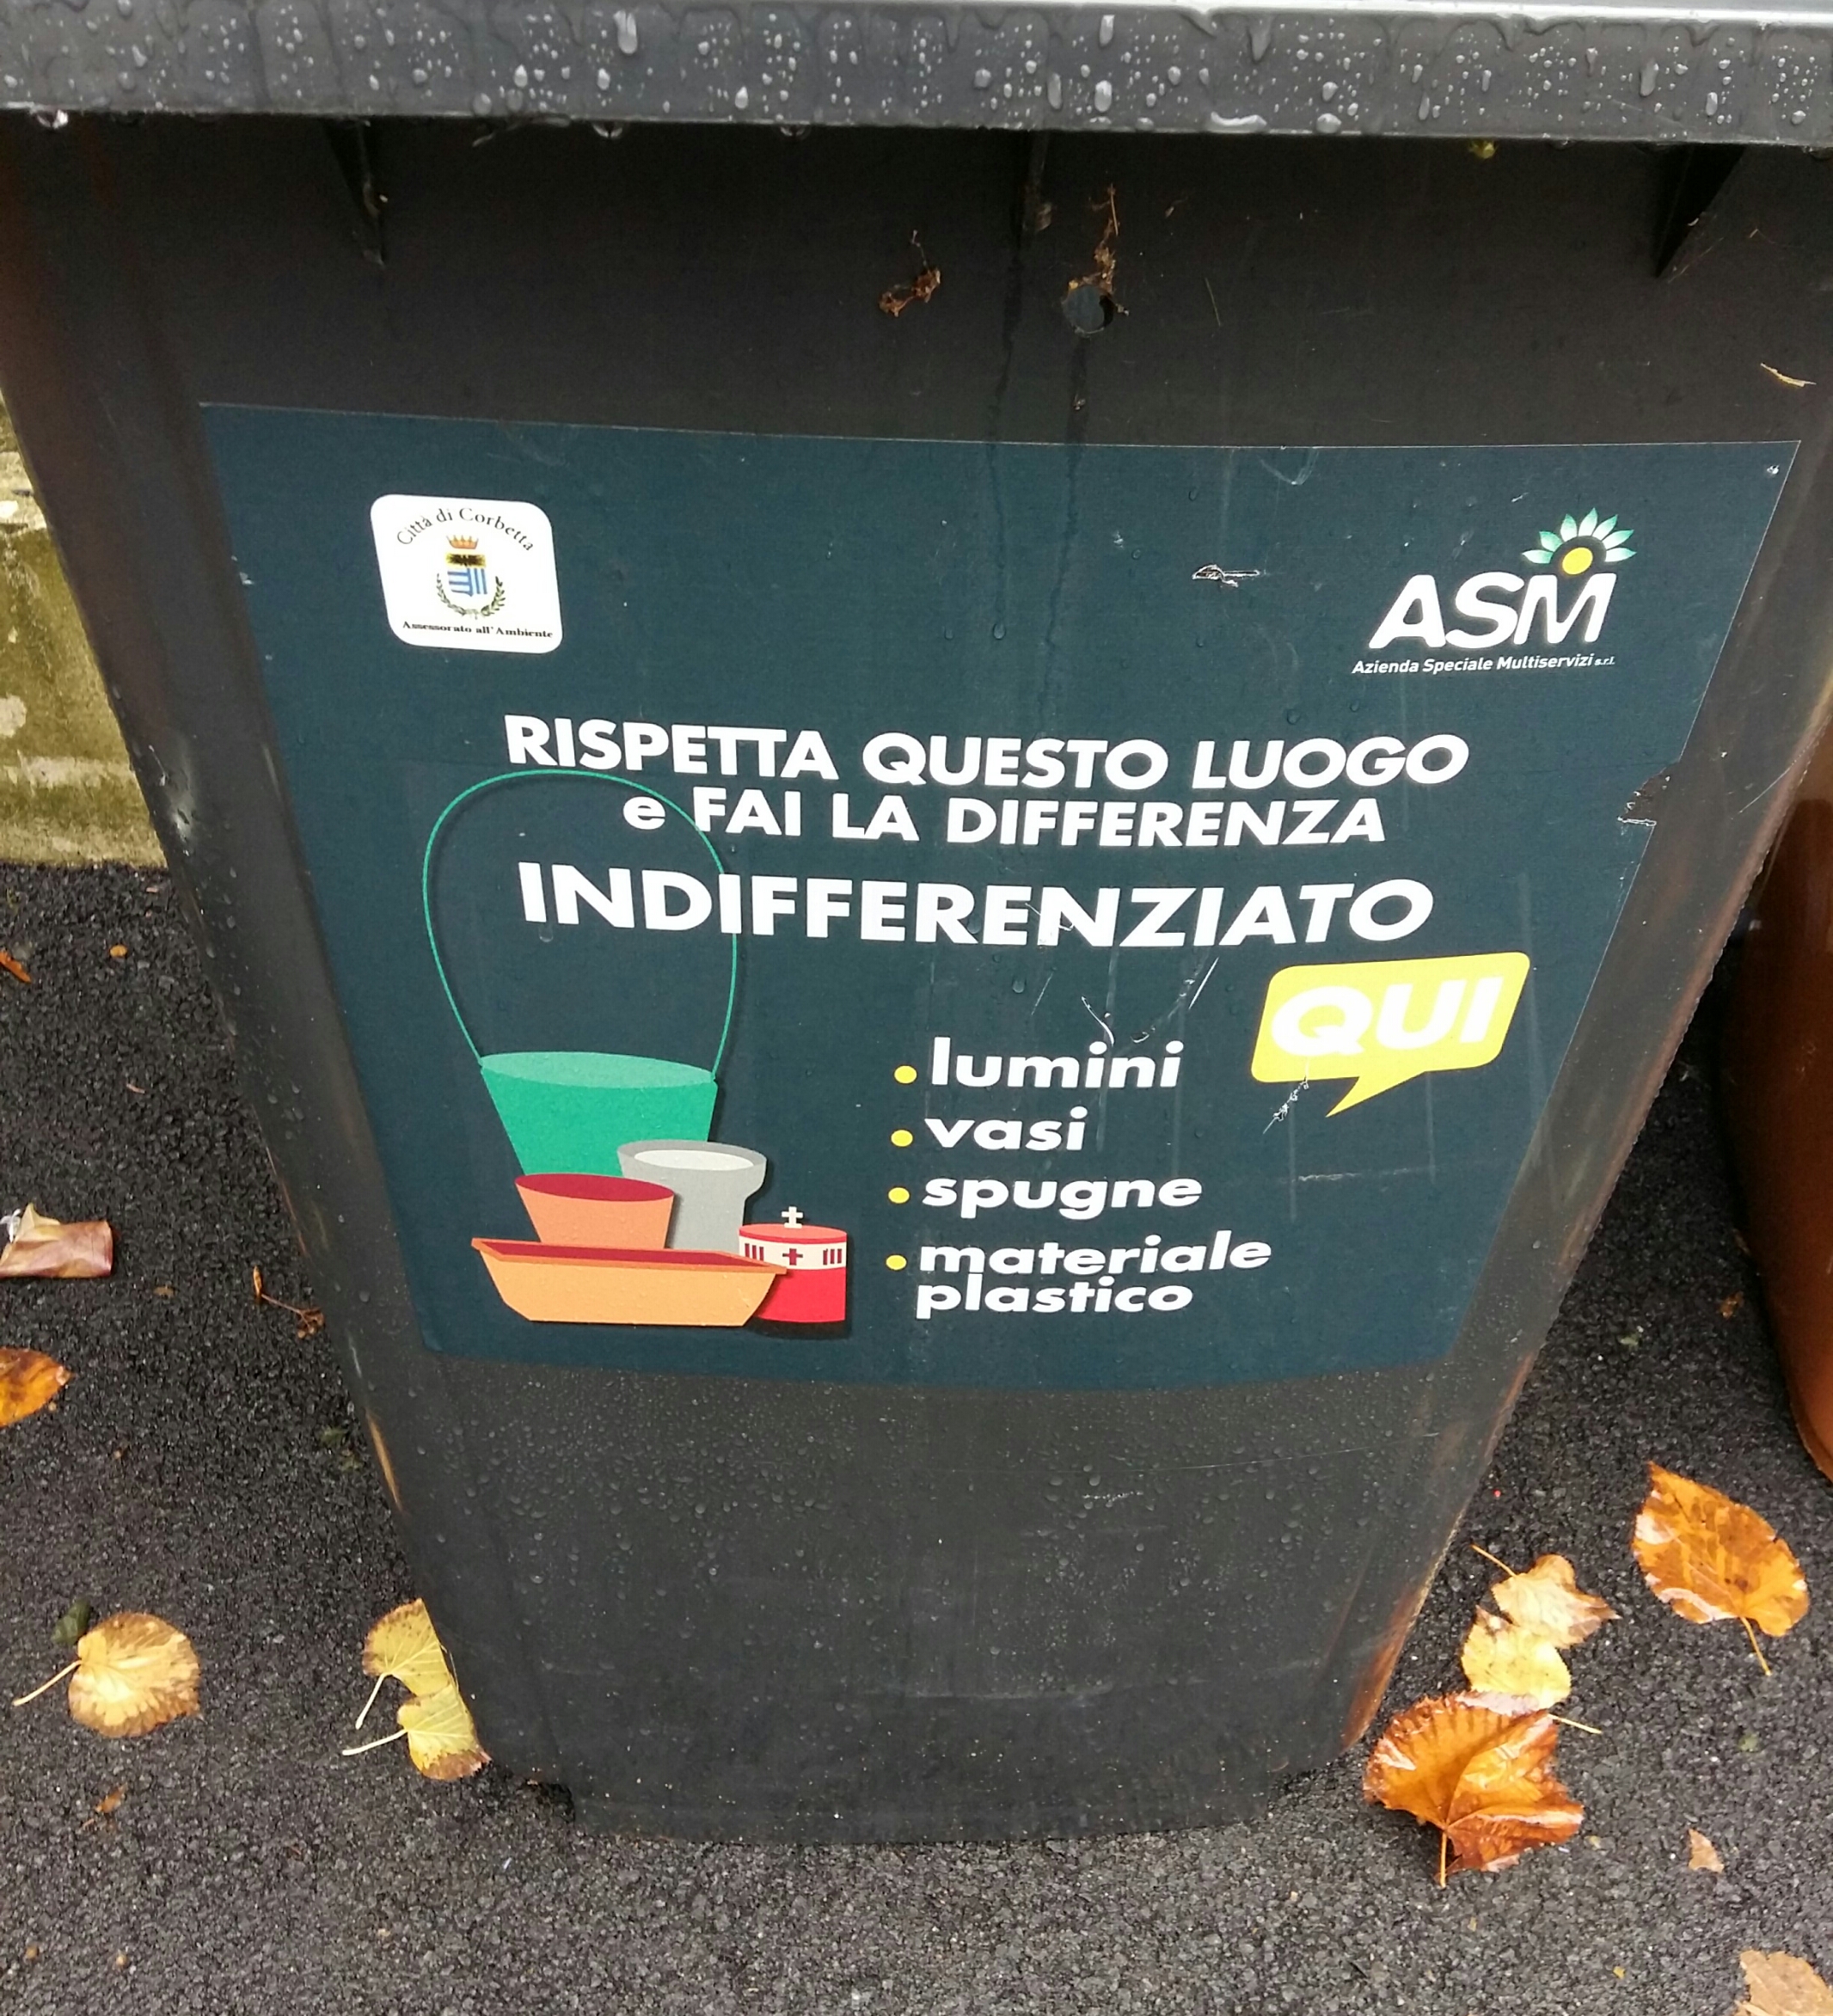 Città di Corbetta
Assessorato all'Ambiente
ASM
Azienda Speciale Multiservizi s.r.l.
RISPETTA QUESTO LUOGO
e FAI LA DIFFERENZA
INDIFFERENZIATO
QUI
lumini
vasi
spugne
materiale
plastico